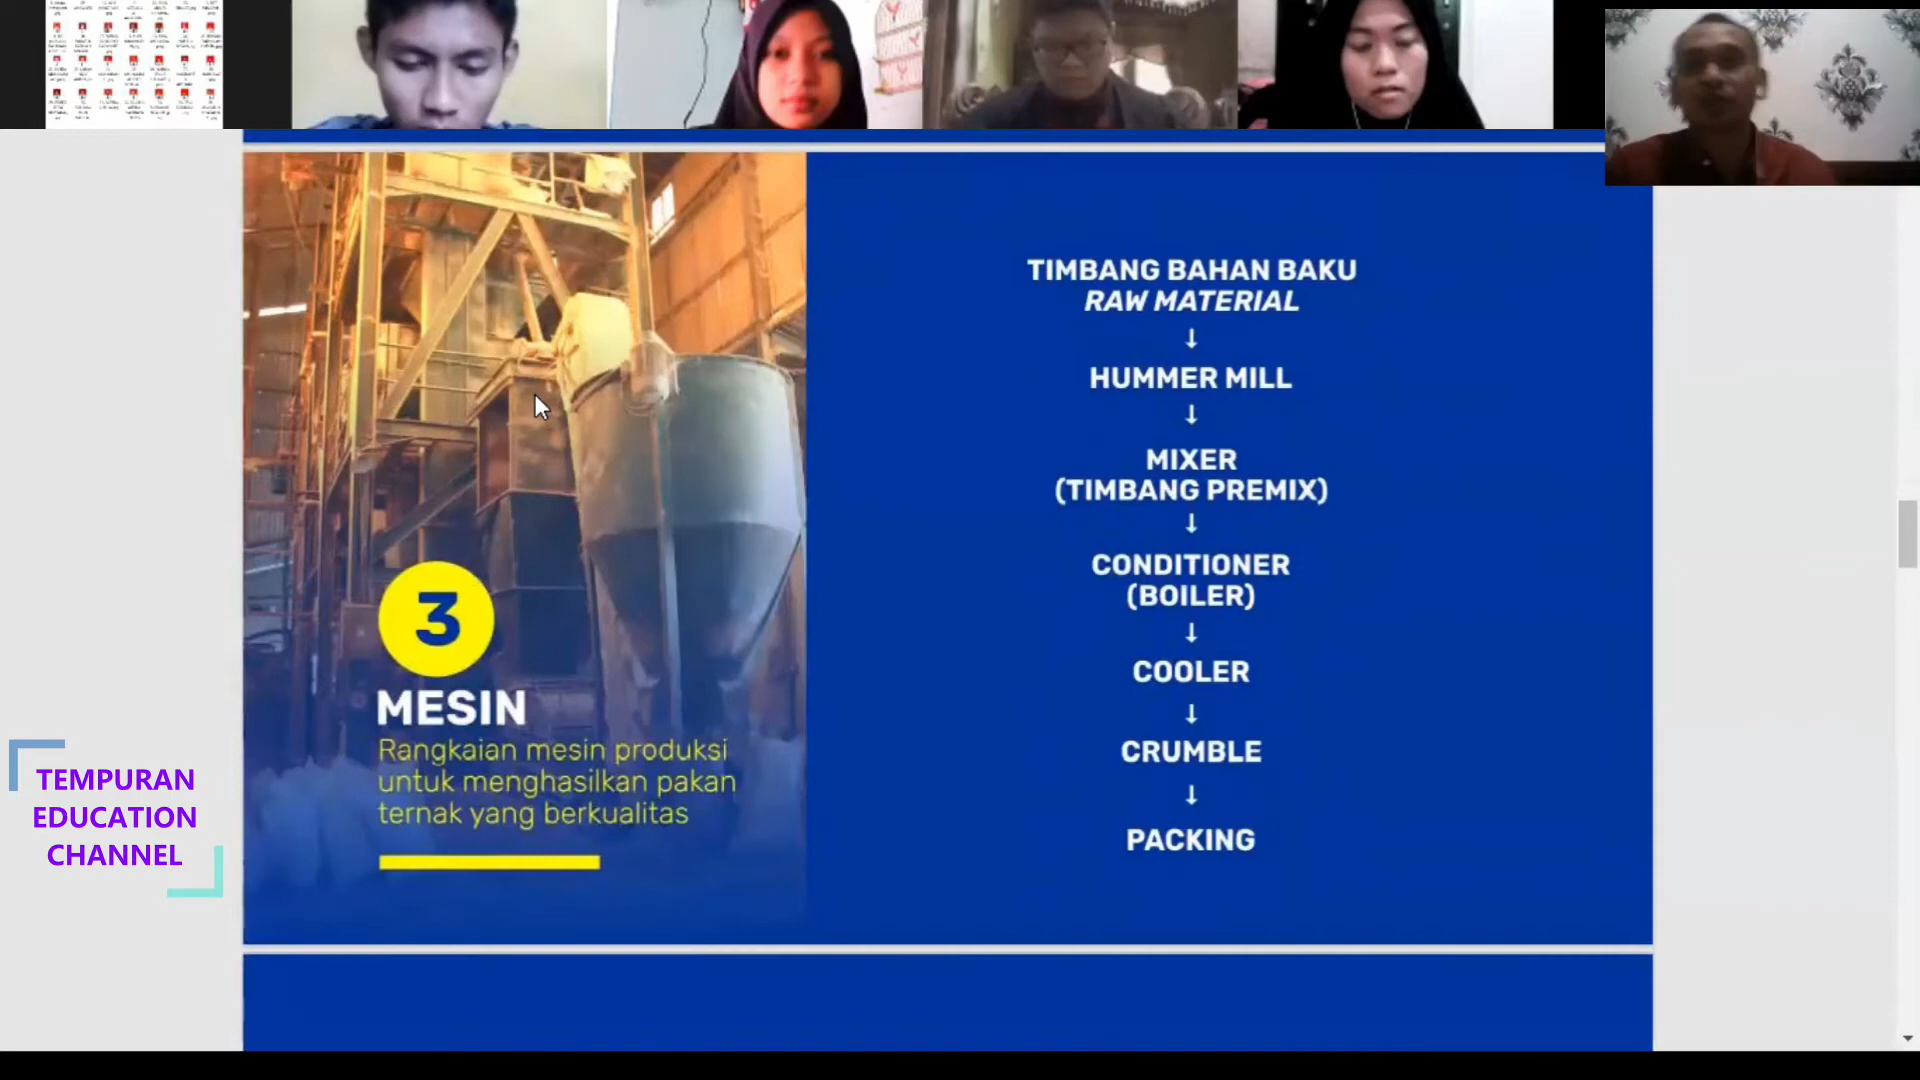 3
MESIN
Rangkaian mesin produksi
untuk menghasilkan pakan
ternak yang berkualitas
TIMBANG BAHAN BAKU
RAW MATERIAL
↓
HUMMER MILL
↓
MIXER
(TIMBANG PREMIX)
↓
CONDITIONER
(BOILER)
↓
COOLER
↓
CRUMBLE
↓
PACKING
TEMPURAN
EDUCATION
CHANNEL